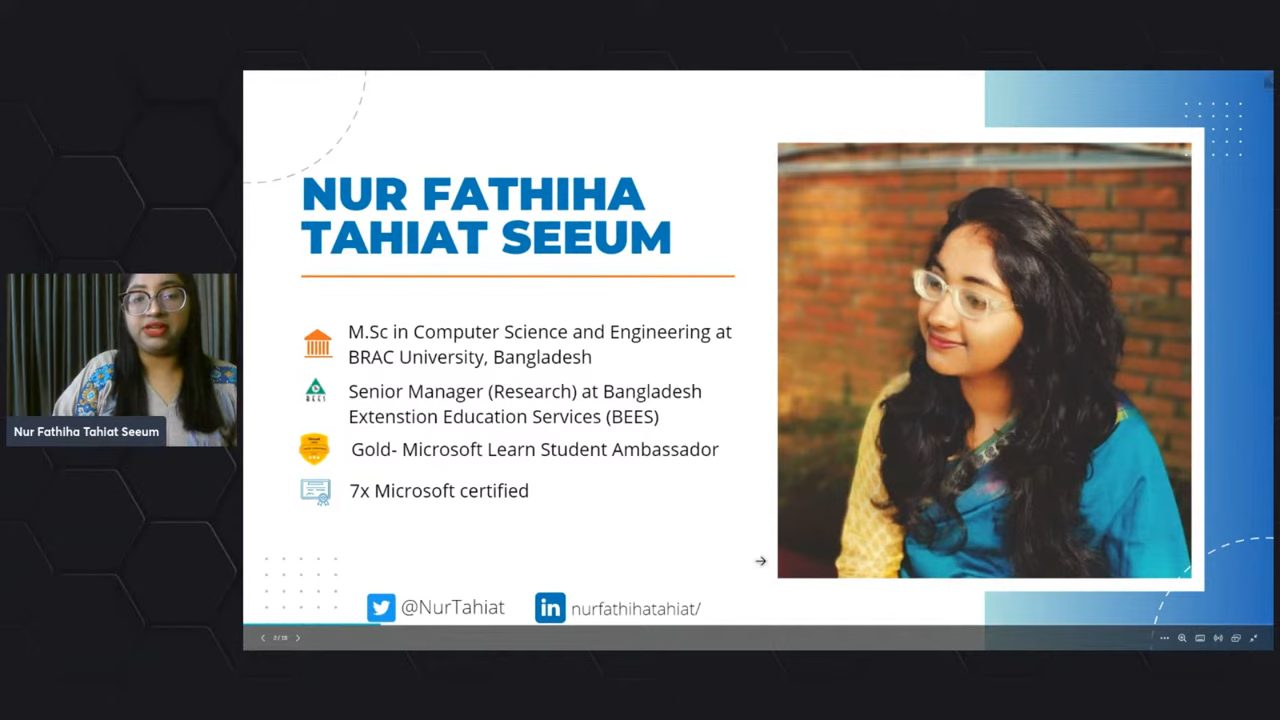 NUR FATHIHA
TAHIAT SEEUM
M.Sc in Computer Science and Engineering at
BRAC University, Bangladesh
Senior Manager (Research) at Bangladesh
Extenstion Education Services (BEES)
Gold- Microsoft Learn Student Ambassador
7x Microsoft certified
@NurTahiat
nurfathihatahiat/
Nur Fathiha Tahiat Seeum